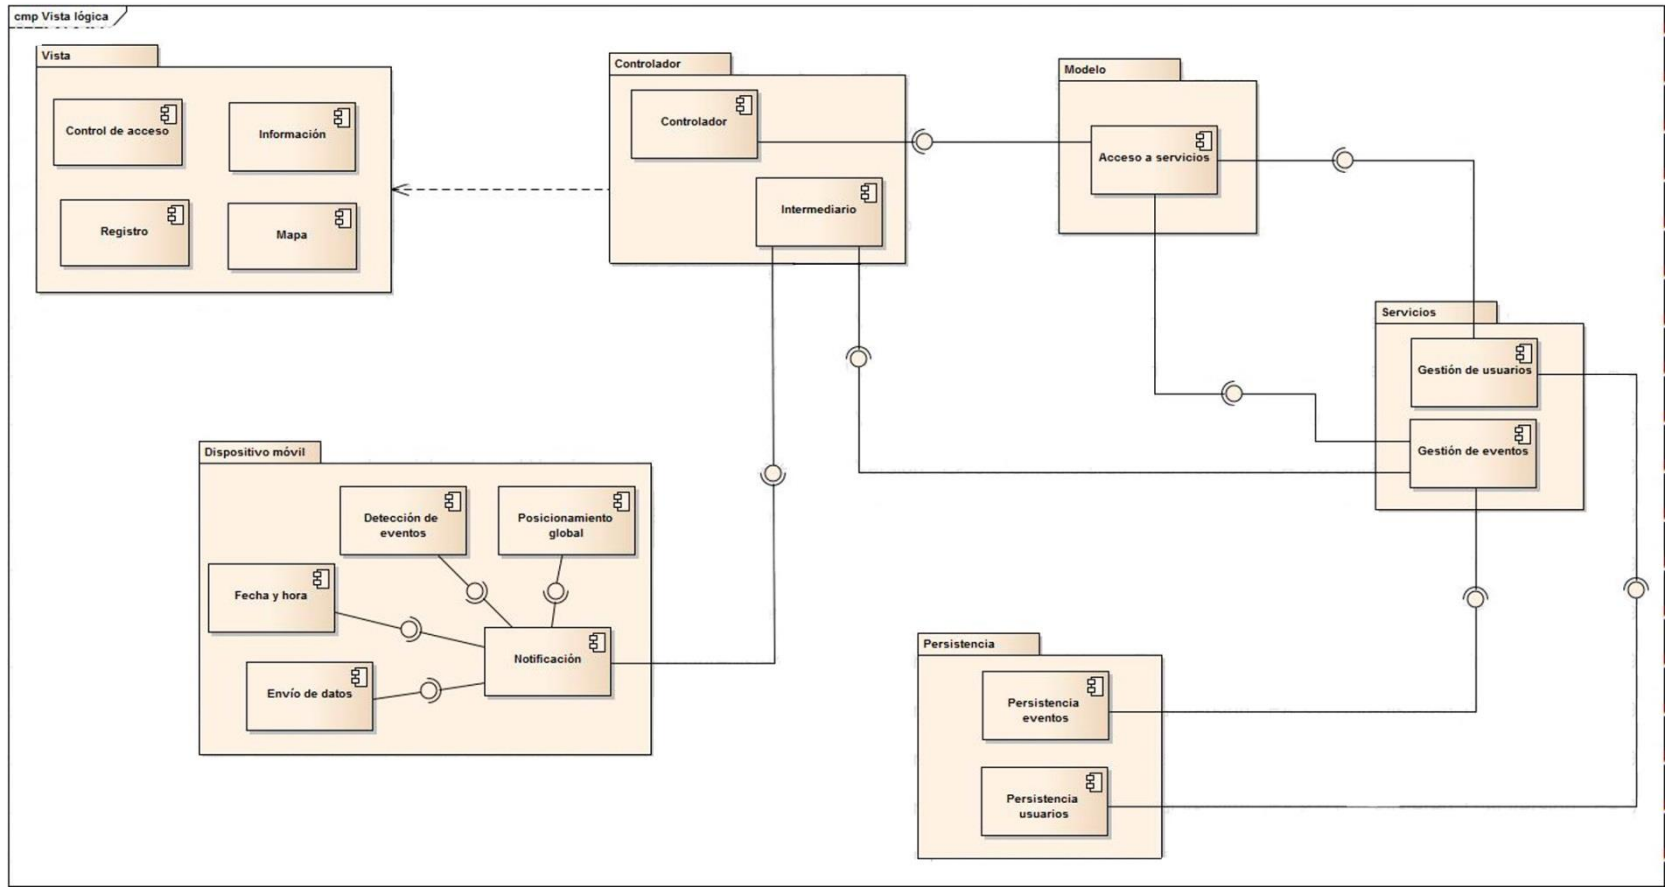 cmp Vista lógica
Vista
Control de acceso
Información
Registro
Mapa
Controlador
Controlador
Intermediario
Modelo
Acceso a servicios
Servicios
Gestión de usuarios
Gestión de eventos
Dispositivo móvil
Detección de
eventos
Posicionamiento
global
Fecha y hora
Notificación
Envío de datos
Persistencia
Persistencia
eventos
Persistencia
usuarios